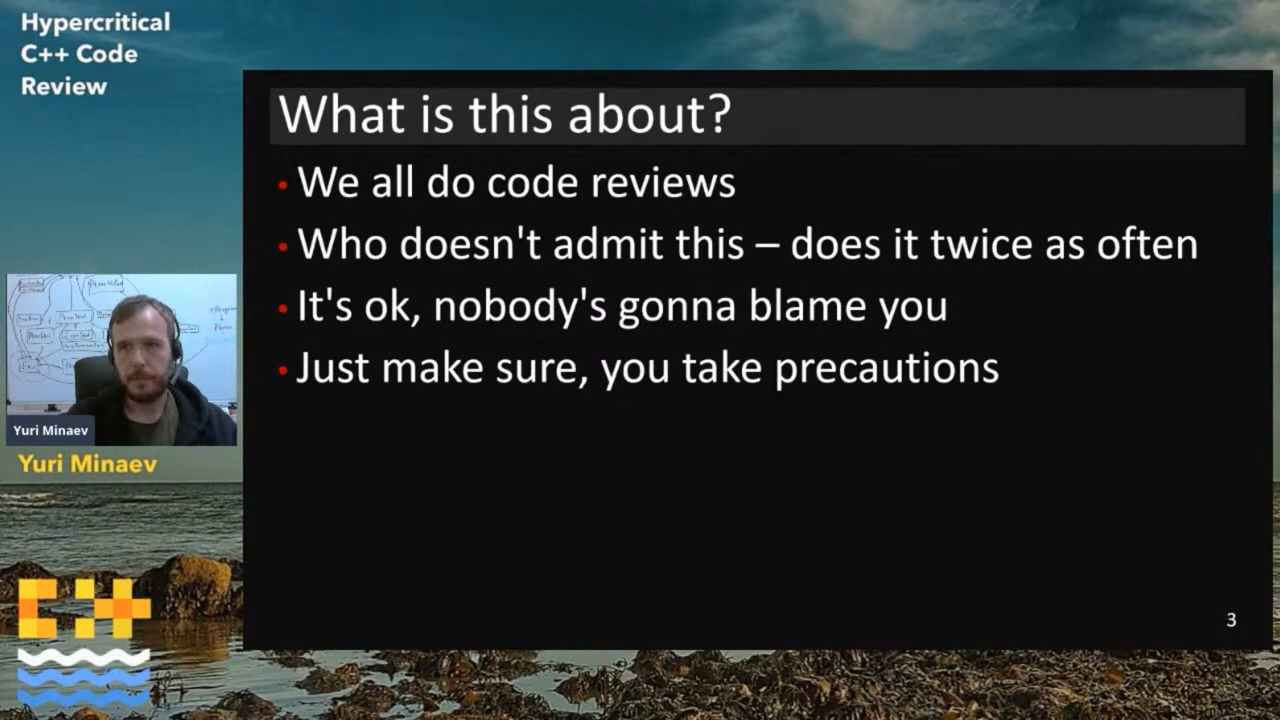 Hypercritical
C++ Code
Review
What is this about?
• We all do code reviews
• Who doesn't admit this – does it twice as often
• It's ok, nobody's gonna blame you
• Just make sure, you take precautions
Yuri Minaev
Yuri Minaev
C++
3